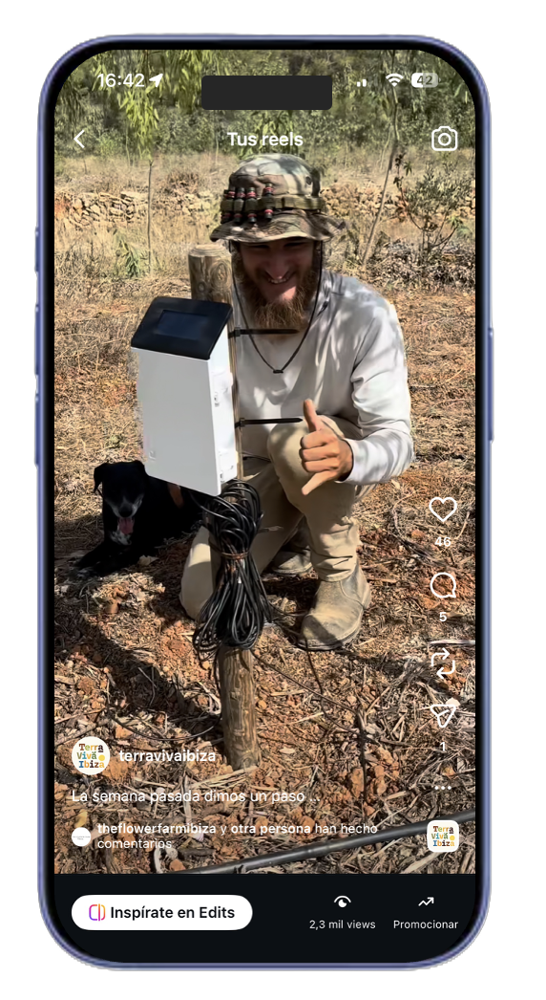 16:42
42
Tus reels
46
5
1
Terra
Viva
Ibiza
terravivaibiza
La semana pasada dimos un paso ...
theflowerfarmibiza y otra persona han hecho
comentarios
Terra
Viva
Ibiza
Inspírate en Edits
2,3 mil views
Promocionar